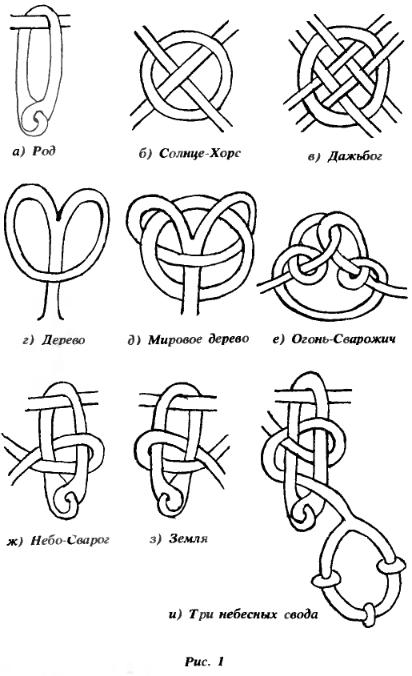 а) Род
б) Солнце-Хорс
в) Дажьбог
г) Дерево
д) Мировое дерево
е) Огонь-Сварожич
ж) Небо-Сварог
з) Земля
и) Три небесных свода
Рис. 1